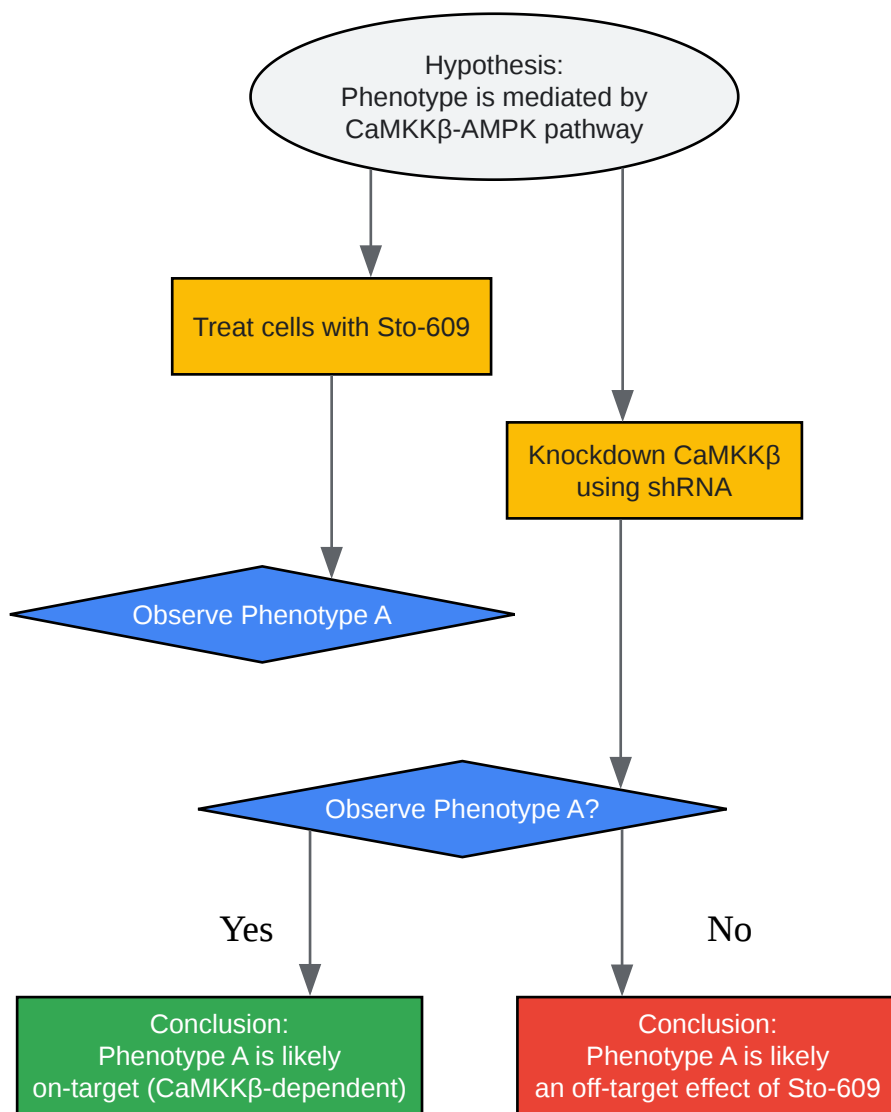 Hypothesis:
Phenotype is mediated by
CaMKKβ-AMPK pathway
Treat cells with Sto-609
Knockdown CaMKKβ
using shRNA
Observe Phenotype A
Observe Phenotype A?
Yes
No
Conclusion:
Phenotype A is likely
on-target (CaMKKβ-dependent)
Conclusion:
Phenotype A is likely
an off-target effect of Sto-609